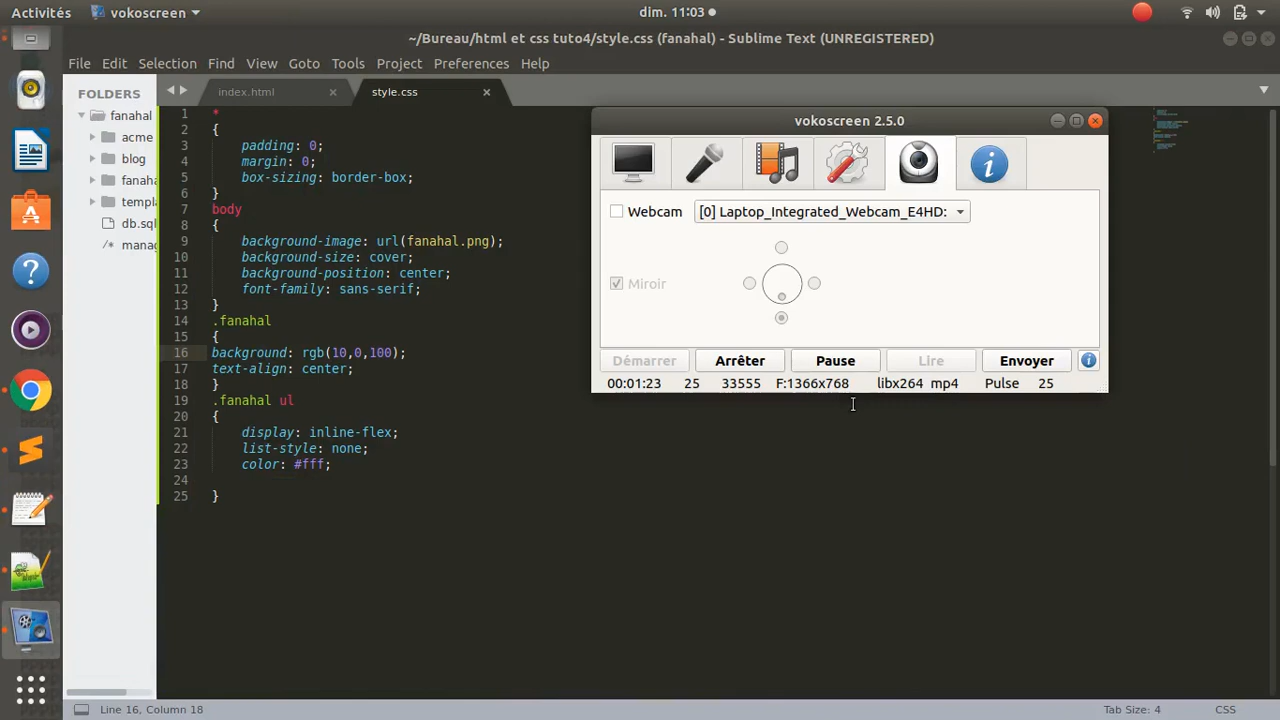 Activités
vokoscreen
dim. 11:03
~/Bureau/html et css tuto4/style.css (fanahal) - Sublime Text (UNREGISTERED)
File Edit Selection Find View Goto Tools Project Preferences Help
FOLDERS
fanahal
acme
blog
fanaha
templa
db.sql
manag
index.html
style.css
1 *
2 {
3 padding: 0;
4 margin: 0;
5 box-sizing: border-box;
6 }
7 body
8 {
9 background-image: url(fanahal.png);
10 background-size: cover;
11 background-position: center;
12 font-family: sans-serif;
13 }
14 .fanahal
15 {
16 background: rgb(10,0,100);
17 text-align: center;
18 }
19 .fanahal ul
20 {
21 display: inline-flex;
22 list-style: none;
23 color: #fff;
24
25 }
vokoscreen 2.5.0
Webcam [0] Laptop_Integrated_Webcam_E4HD:
Miroir
Démarrer Arrêter Pause Lire Envoyer
00:01:23 25 33555 F:1366x768 libx264 mp4 Pulse 25
Line 16, Column 18
Tab Size: 4
CSS